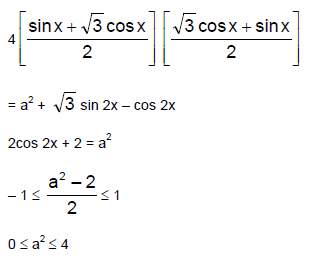 4[(sin x + √3 cos x)/2] [(√3 cos x + sin x)/2]
= a² + √3 sin 2x – cos 2x
2cos 2x + 2 = a²
– 1 ≤ (a² – 2)/2 ≤ 1
0 ≤ a² ≤ 4